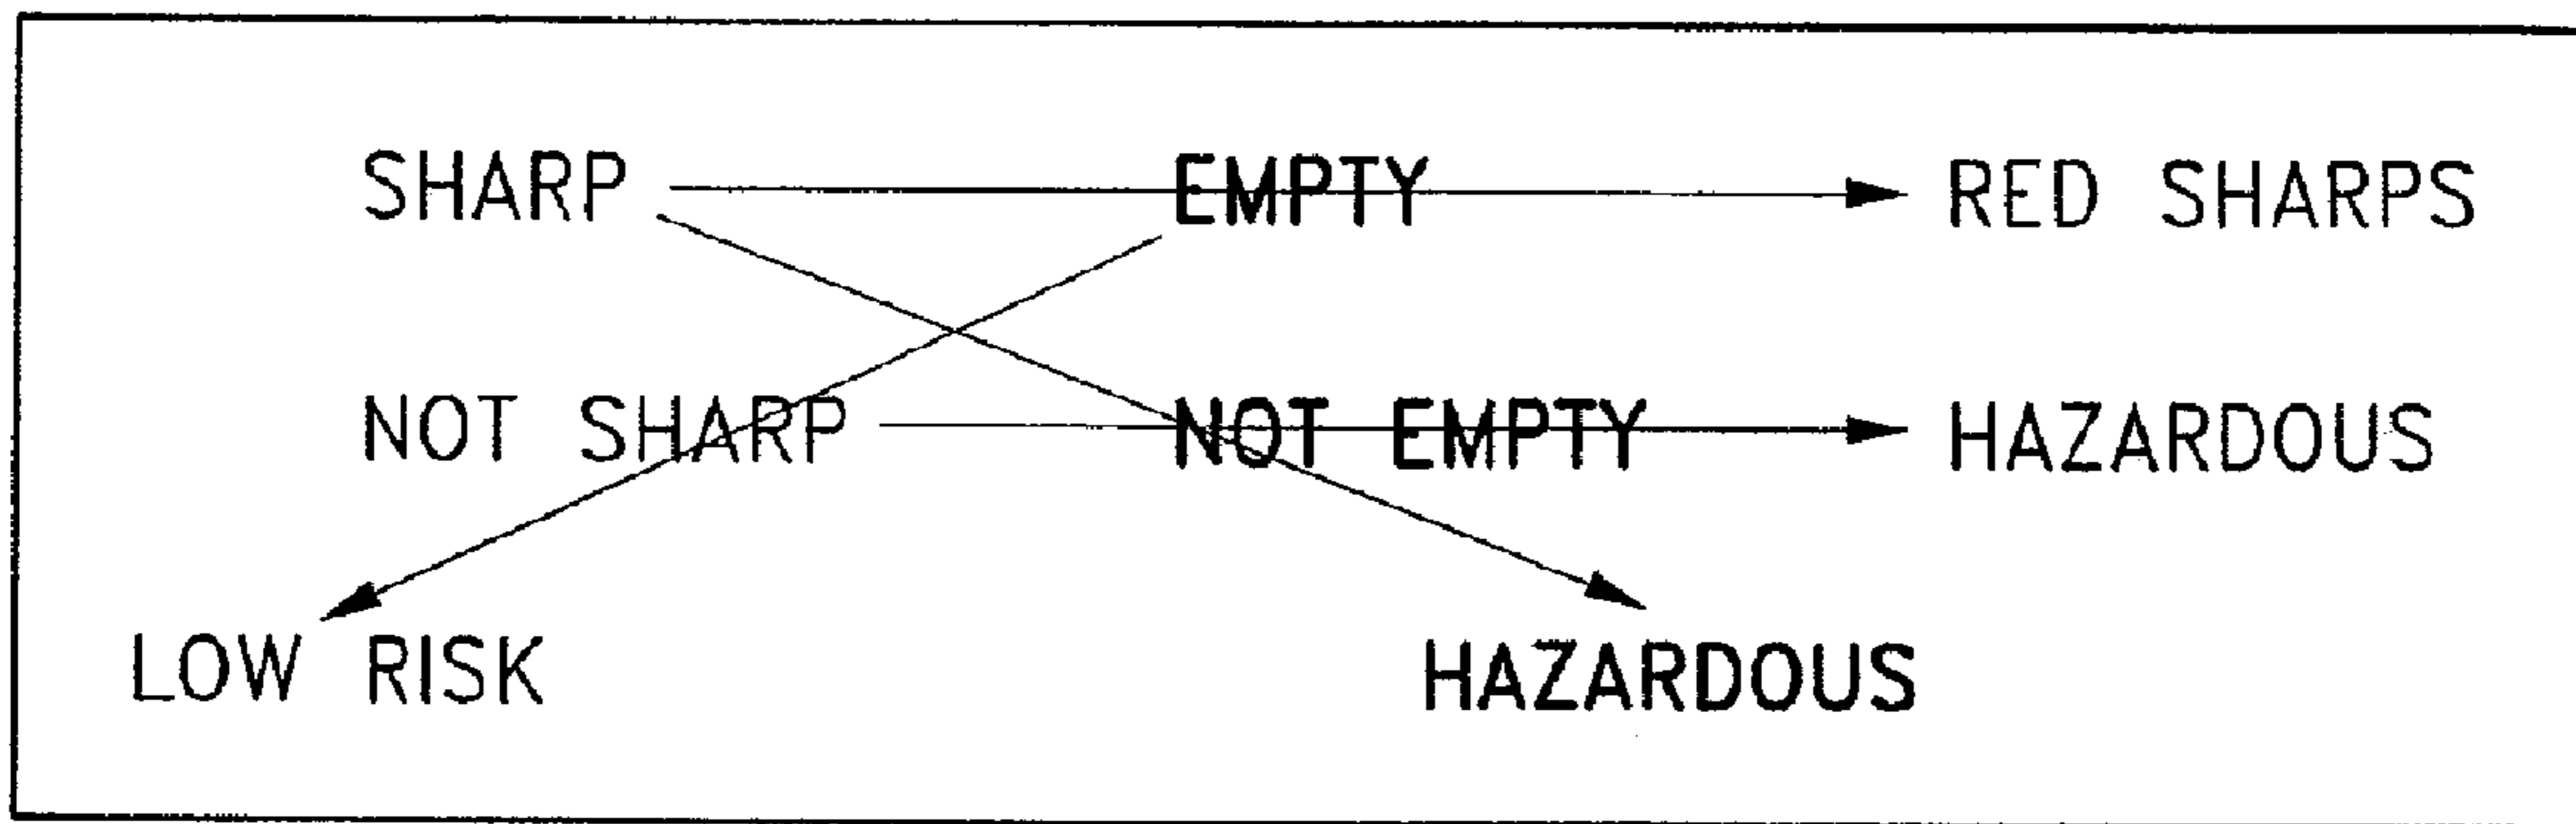 SHARP EMPTY RED SHARPS
NOT SHARP NOT EMPTY HAZARDOUS
LOW RISK HAZARDOUS